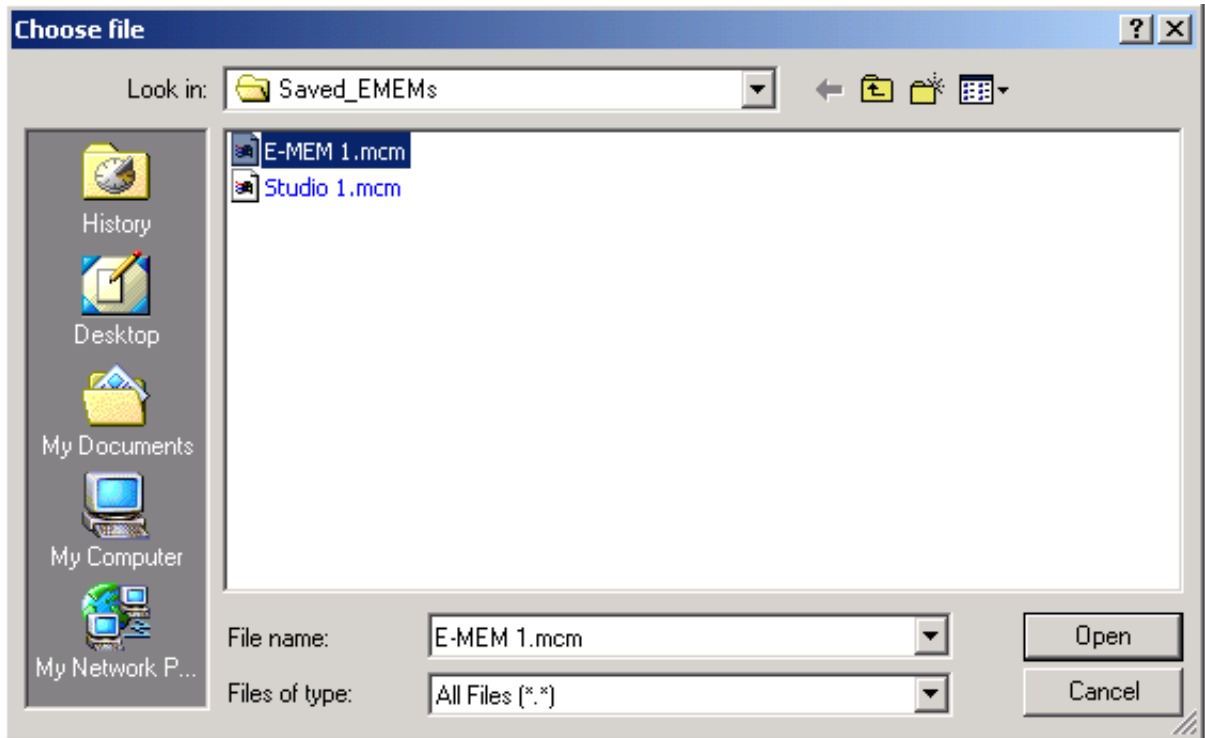 Choose file
Look in: Saved_EMEMs
E-MEM 1.mcm
Studio 1.mcm
History
Desktop
My Documents
My Computer
My Network P...
File name: E-MEM 1.mcm Open
Files of type: All Files (*.*) Cancel